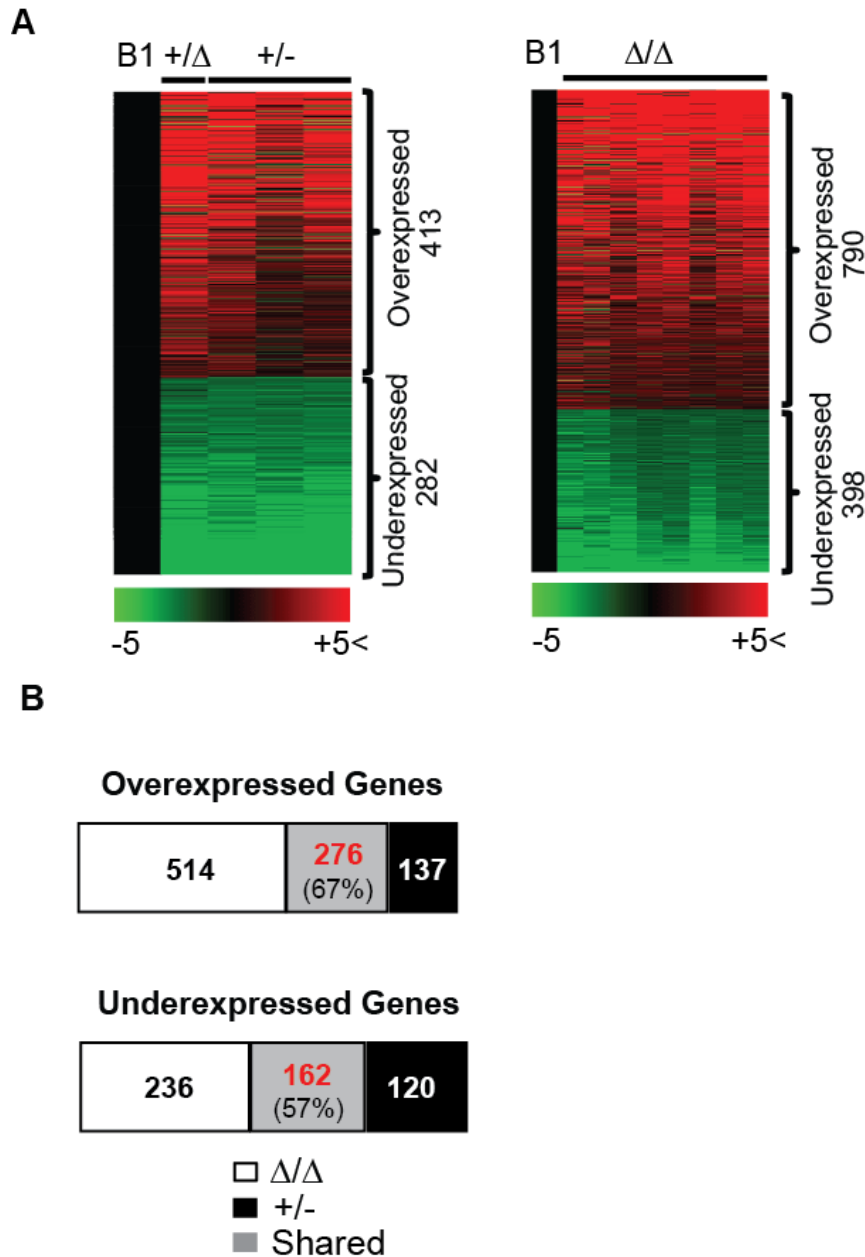 A
B1 +/Δ +/-
Overexpressed
413
Underexpressed
282
-5 +5<
B1 Δ/Δ
Overexpressed
790
Underexpressed
398
-5 +5<
B
Overexpressed Genes
514
276
(67%)
137
Underexpressed Genes
236
162
(57%)
120
Δ/Δ
+/-
Shared